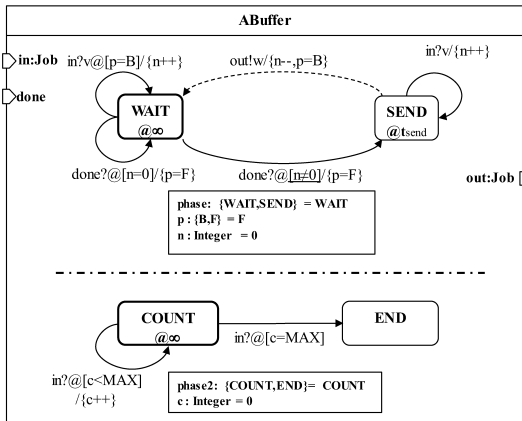 ABuffer
in:Job
in?v@[p=B]/{n++}
out!w/{n--,p=B}
in?v/{n++}
done
WAIT
@∞
SEND
@tsend
done?@[n=0]/{p=F}
done?@[n≠0]/{p=F}
out:Job
phase: {WAIT,SEND} = WAIT
p : {B,F} = F
n : Integer = 0
COUNT
@∞
END
in?@[c=MAX]
in?@[c<MAX]
/{c++}
phase2: {COUNT,END}= COUNT
c : Integer = 0